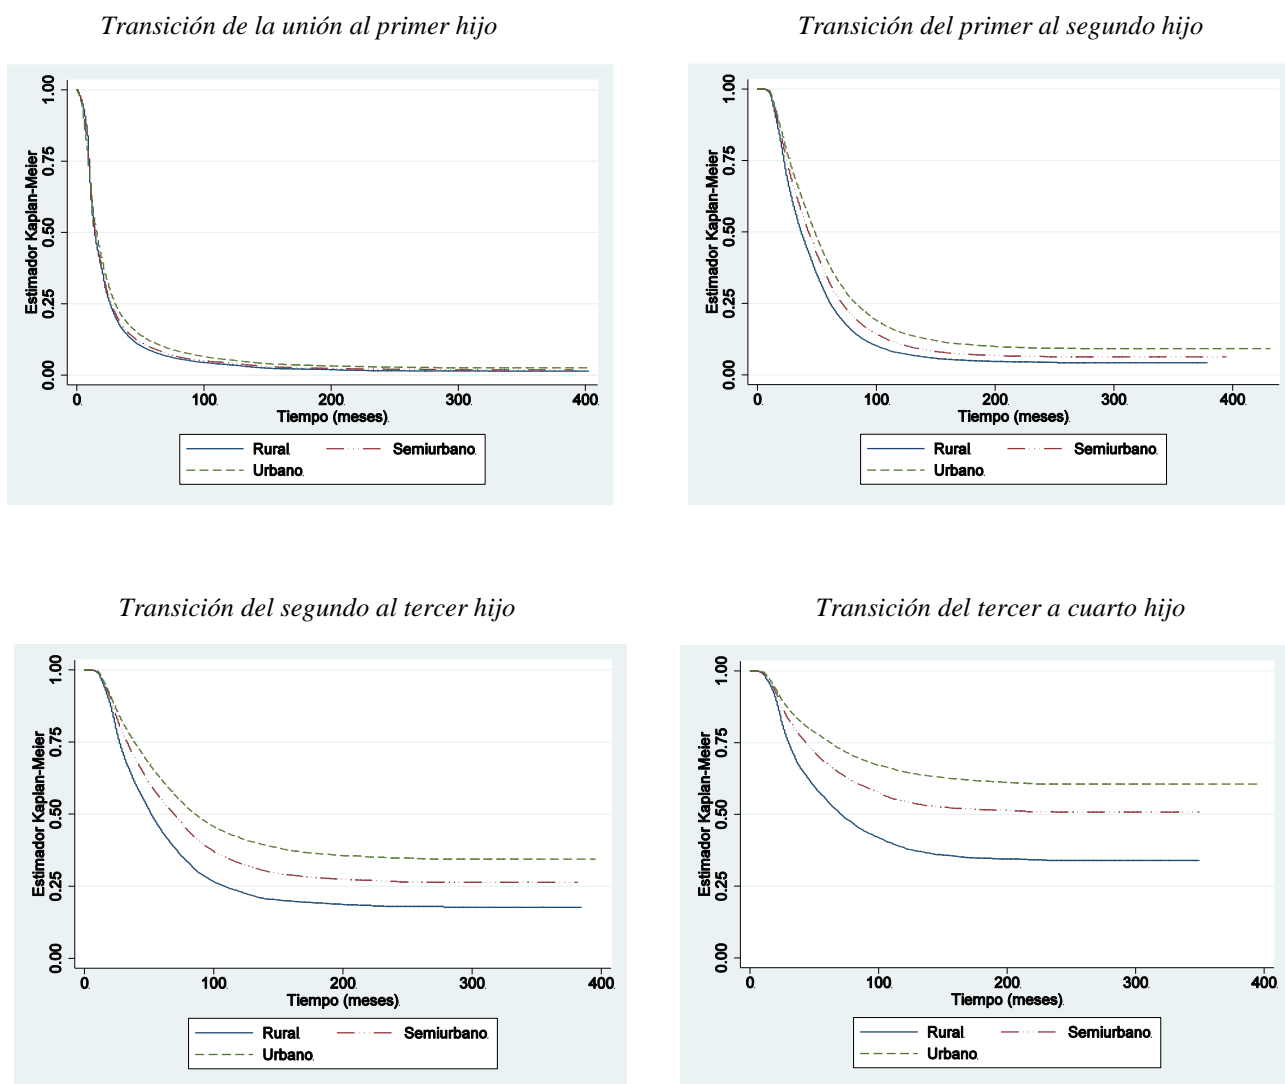 Transición de la unión al primer hijo
Transición del primer al segundo hijo
Estimador Kaplan-Meier
1.00
0.75
0.50
0.25
0.00
0
100
200
300
400
Tiempo (meses)
Rural
Semiurbano
Urbano
Estimador Kaplan-Meier
1.00
0.75
0.50
0.25
0.00
0
100
200
300
400
Tiempo (meses)
Rural
Semiurbano
Urbano
Transición del segundo al tercer hijo
Transición del tercer a cuarto hijo
Estimador Kaplan-Meier
1.00
0.75
0.50
0.25
0.00
0
100
200
300
400
Tiempo (meses)
Rural
Semiurbano
Urbano
Estimador Kaplan-Meier
1.00
0.75
0.50
0.25
0.00
0
100
200
300
400
Tiempo (meses)
Rural
Semiurbano
Urbano